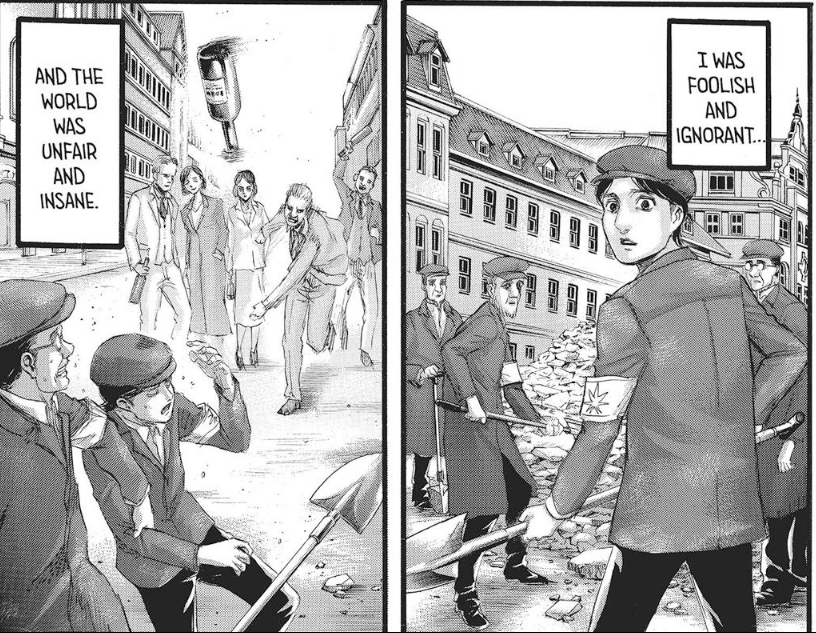 I WAS
FOOLISH
AND
IGNORANT...
AND THE
WORLD
WAS
UNFAIR
AND
INSANE.